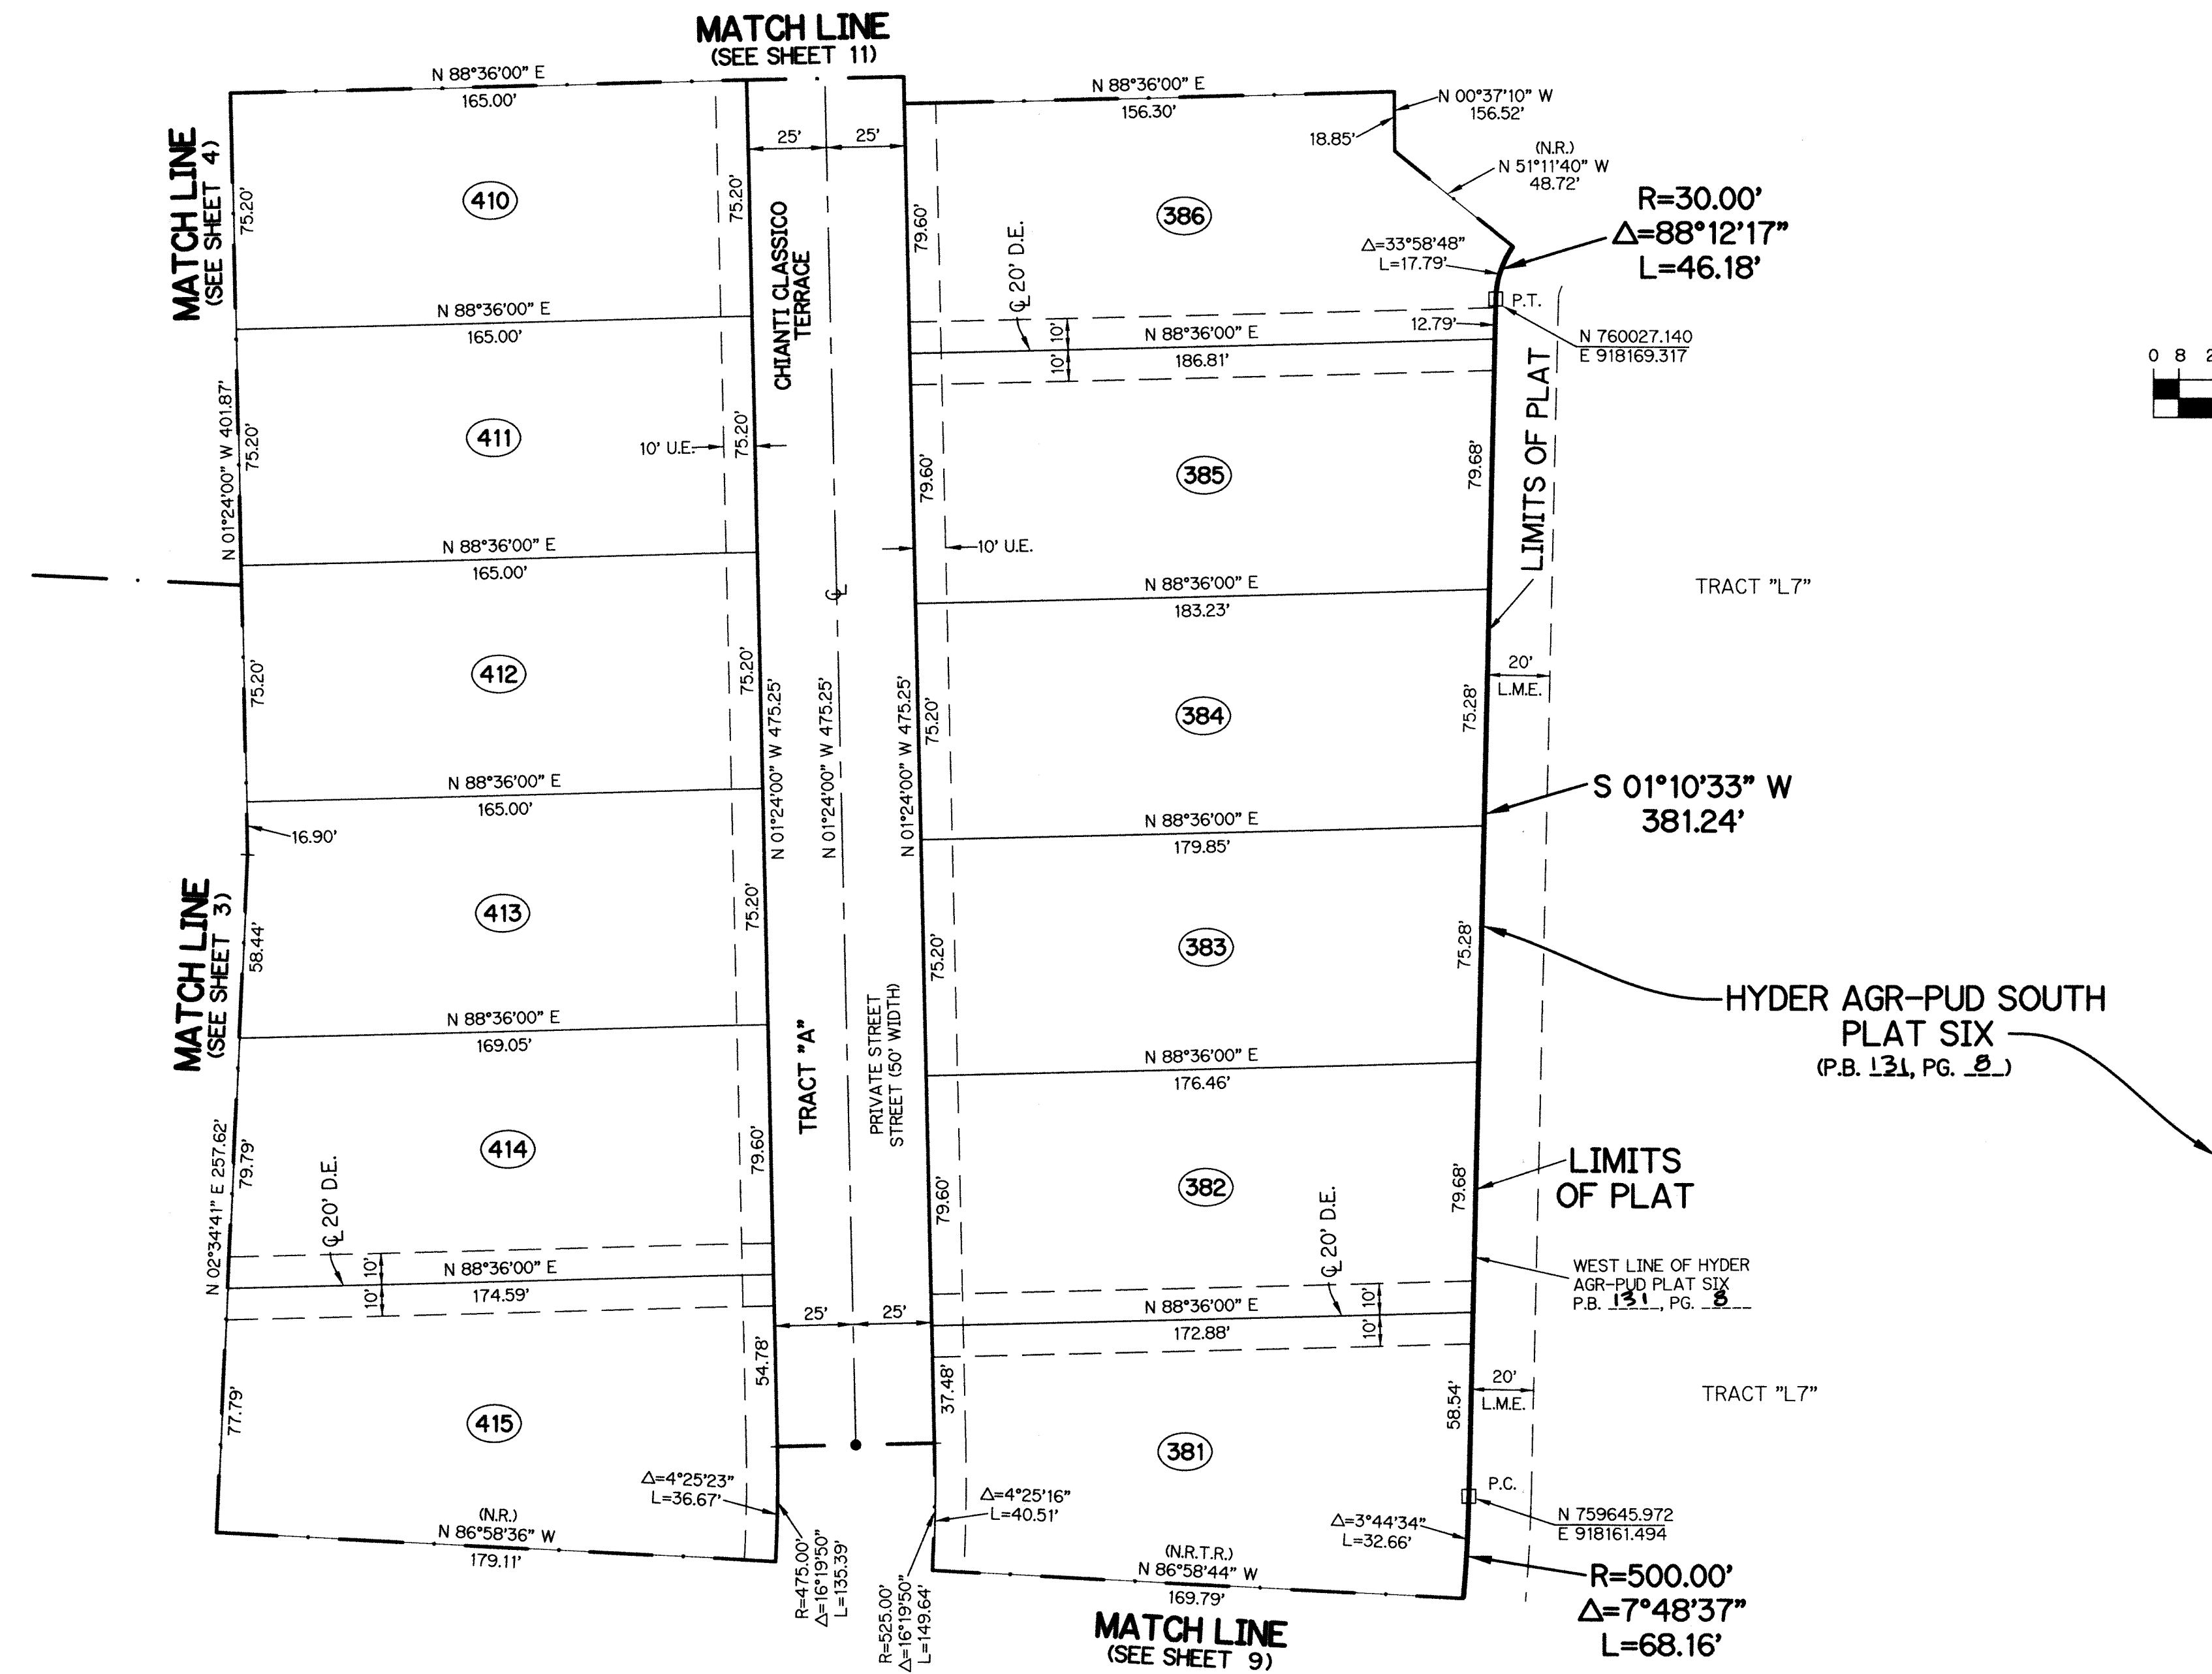 MATCH LINE
(SEE SHEET 11)
N 88°36'00" E
165.00'
N 88°36'00" E
156.30'
N 00°37'10" W
156.52'
18.85'
(N.R.)
N 51°11'40" W
48.72'
R=30.00'
Δ=88°12'17"
L=46.18'
Δ=33°58'48"
L=17.79'
P.T.
N 760027.140
E 918169.317
12.79'
25'
25'
MATCH LINE
(SEE SHEET 4)
75.20'
410
75.20'
CHIANTI CLASSICO
TERRACE
79.60'
386
℄ 20' D.E.
N 88°36'00" E
165.00'
10'
10'
N 88°36'00" E
186.81'
0 8 2
LIMITS OF PLAT
N 01°24'00" W 401.87'
75.20'
411
10' U.E.
75.20'
79.60'
385
79.68'
10' U.E.
N 88°36'00" E
165.00'
℄
N 88°36'00" E
183.23'
TRACT "L7"
75.20'
412
75.20'
N 01°24'00" W 475.25'
N 01°24'00" W 475.25'
N 01°24'00" W 475.25'
75.20'
384
75.28'
20'
L.M.E.
N 88°36'00" E
165.00'
16.90'
N 88°36'00" E
179.85'
S 01°10'33" W
381.24'
MATCH LINE
(SEE SHEET 3)
58.44'
413
75.20'
75.20'
383
75.28'
HYDER AGR-PUD SOUTH
PLAT SIX
(P.B. 131, PG. 8)
N 88°36'00" E
169.05'
TRACT "A"
PRIVATE STREET
STREET (50' WIDTH)
N 88°36'00" E
176.46'
N 02°34'41" E 257.62'
79.79'
414
79.60'
79.60'
382
79.68'
LIMITS
OF PLAT
℄ 20' D.E.
10'
10'
N 88°36'00" E
174.59'
℄ 20' D.E.
10'
10'
N 88°36'00" E
172.88'
WEST LINE OF HYDER
AGR-PUD PLAT SIX
P.B. 131, PG. 8
25'
25'
77.79'
415
54.78'
37.48'
381
58.54'
20'
L.M.E.
TRACT "L7"
Δ=4°25'23"
L=36.67'
Δ=4°25'16"
L=40.51'
P.C.
N 759645.972
E 918161.494
Δ=3°44'34"
L=32.66'
(N.R.)
N 86°58'36" W
179.11'
R=475.00'
Δ=16°19'50"
L=135.39'
R=525.00'
Δ=16°19'50"
L=149.64'
(N.R.T.R.)
N 86°58'44" W
169.79'
R=500.00'
Δ=7°48'37"
L=68.16'
MATCH LINE
(SEE SHEET 9)